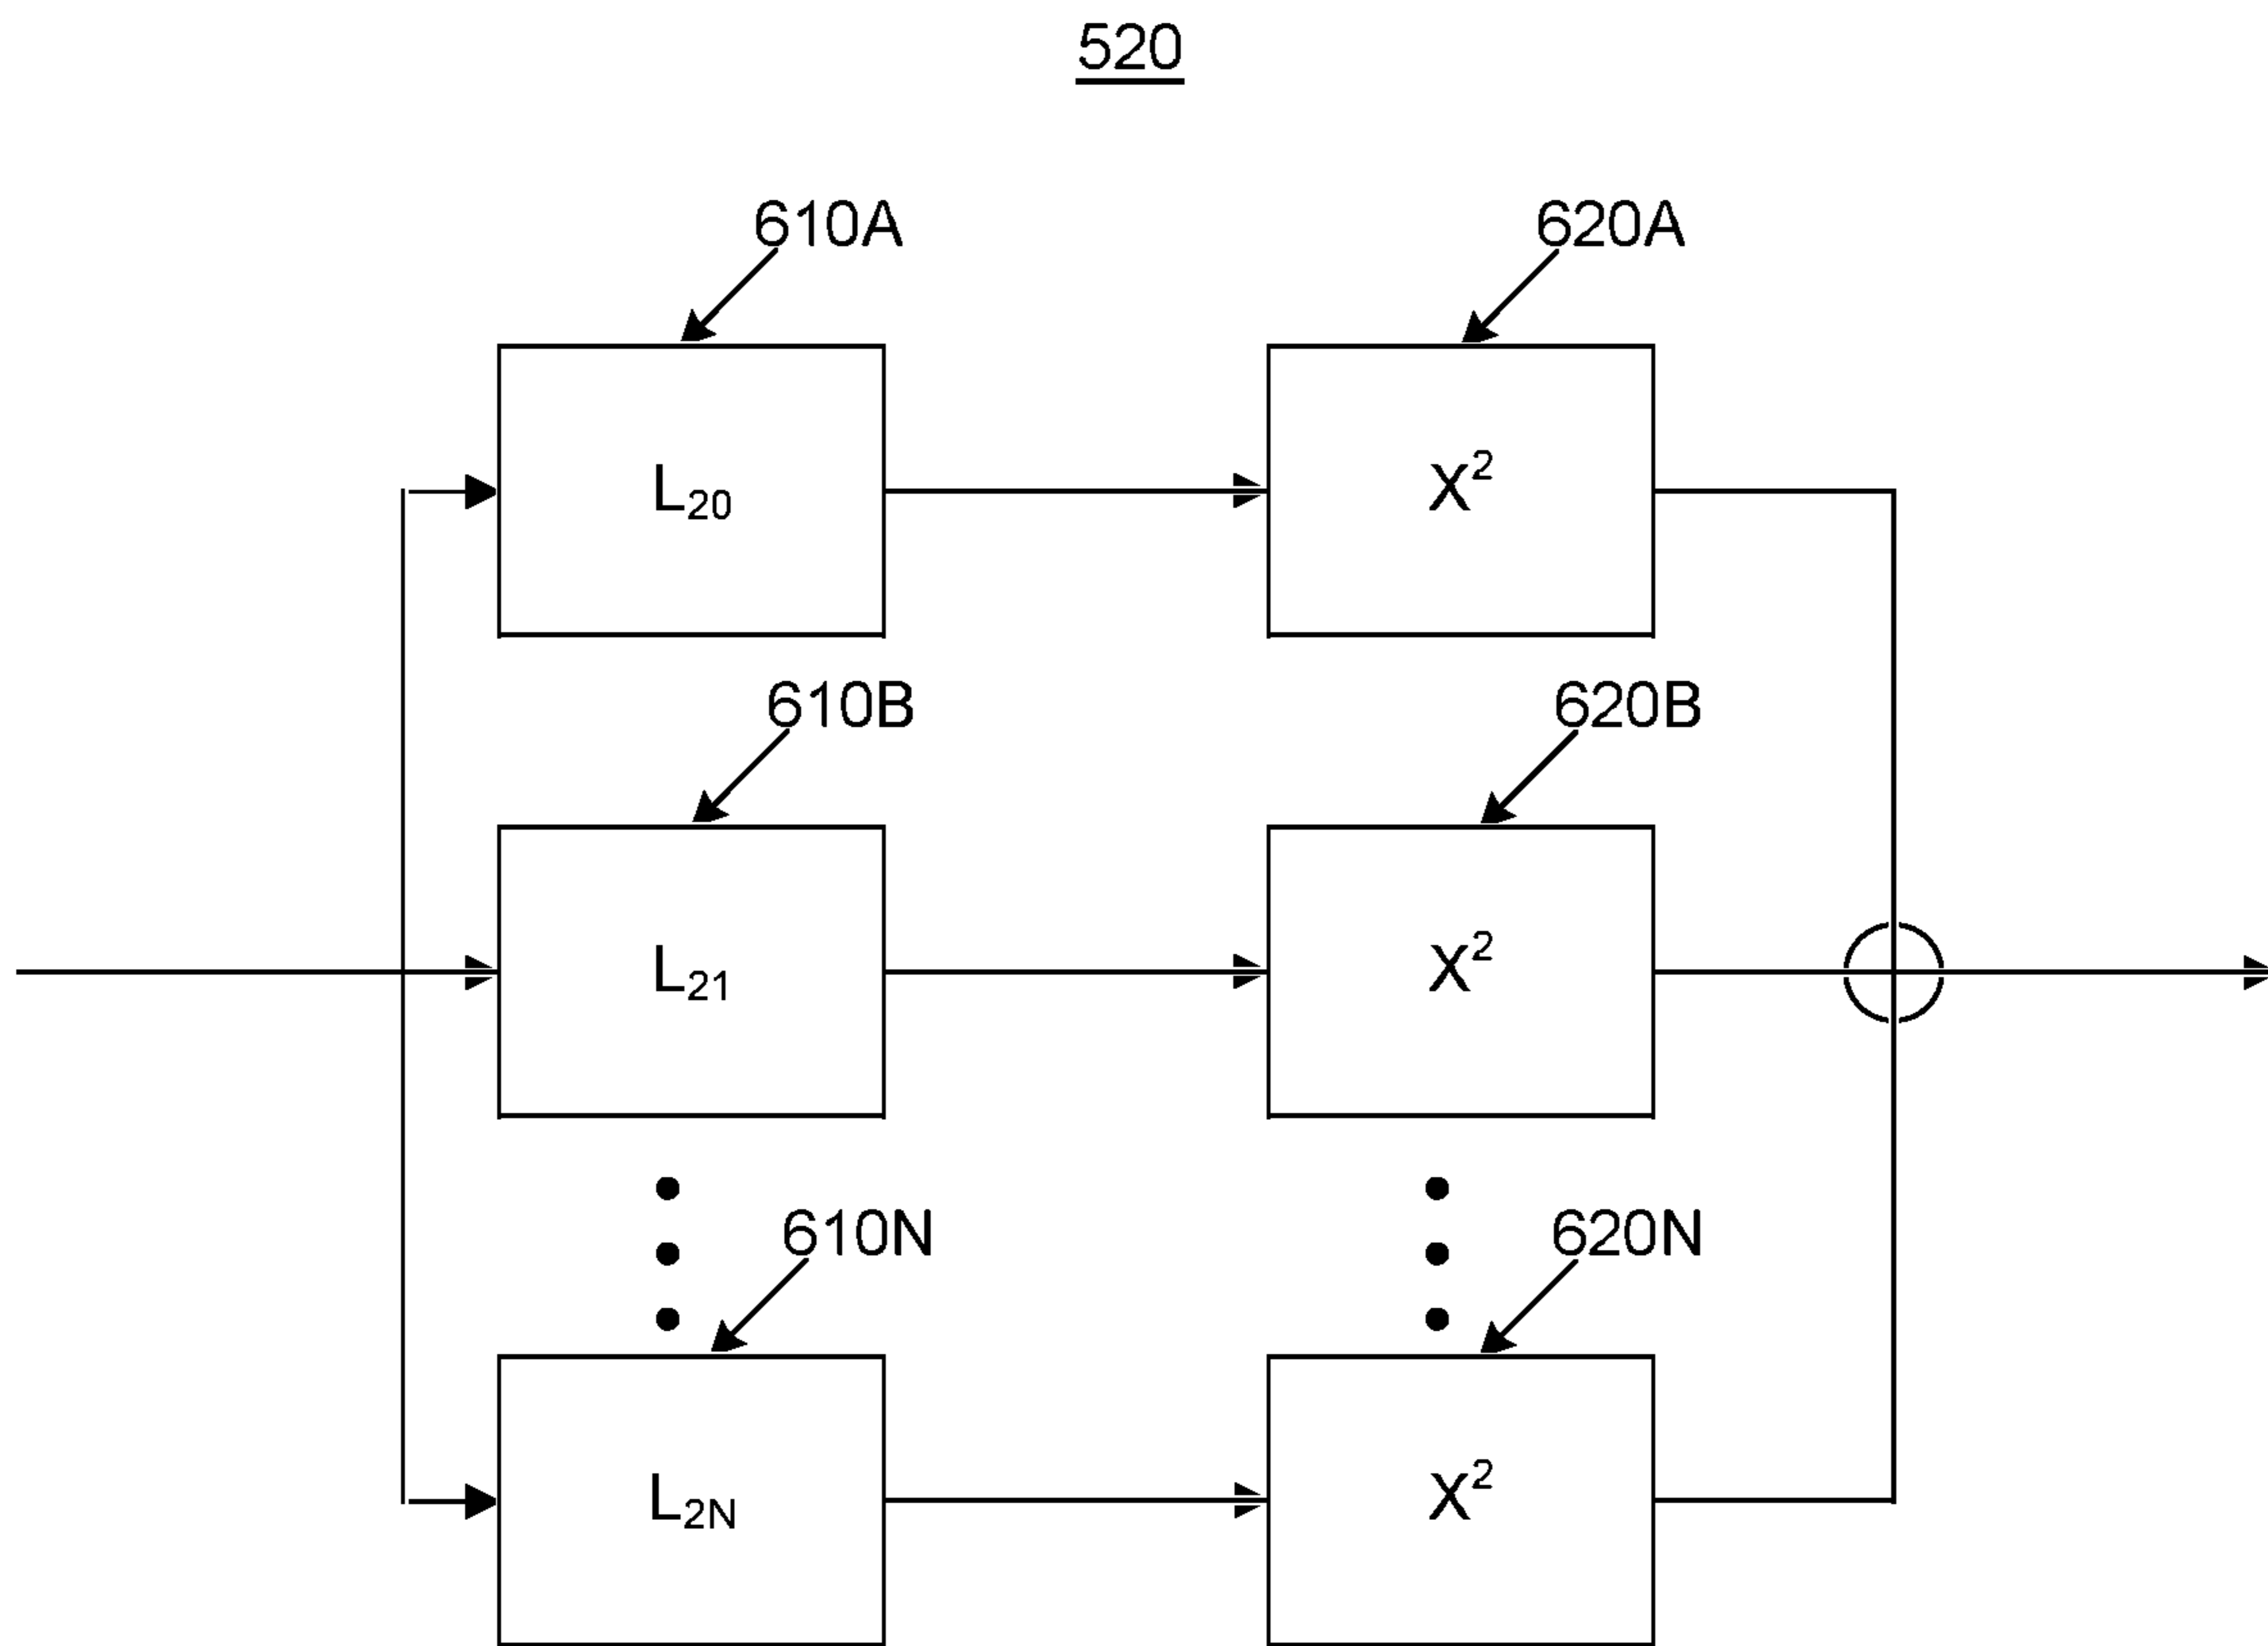 520
610A 620A
L₂₀ X²
610B 620B
L₂₁ X²
610N 620N
L₂N X²